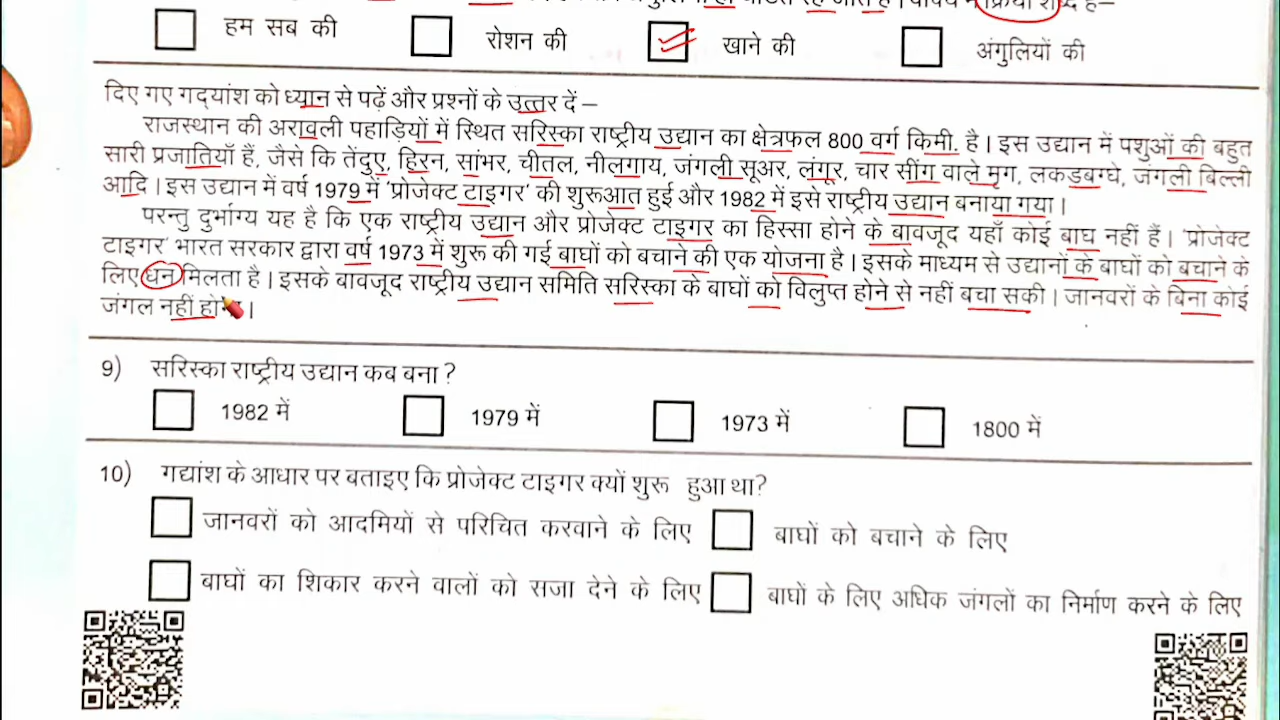 क्रिया शब्द है–
हम सब की रोशन की खाने की अंगुलियों की
दिए गए गद्यांश को ध्यान से पढ़ें और प्रश्नों के उत्तर दें –
राजस्थान की अरावली पहाड़ियों में स्थित सरिस्का राष्ट्रीय उद्यान का क्षेत्रफल 800 वर्ग किमी. है। इस उद्यान में पशुओं की बहुत
सारी प्रजातियाँ हैं, जैसे कि तेंदुए, हिरन, सांभर, चीतल, नीलगाय, जंगली सूअर, लंगूर, चार सींग वाले मृग, लकडबग्घे, जंगली बिल्ली
आदि। इस उद्यान में वर्ष 1979 में 'प्रोजेक्ट टाइगर' की शुरूआत हुई और 1982 में इसे राष्ट्रीय उद्यान बनाया गया।
परन्तु दुर्भाग्य यह है कि एक राष्ट्रीय उद्यान और प्रोजेक्ट टाइगर का हिस्सा होने के बावजूद यहाँ कोई बाघ नहीं हैं। 'प्रोजेक्ट
टाइगर' भारत सरकार द्वारा वर्ष 1973 में शुरू की गई बाघों को बचाने की एक योजना है। इसके माध्यम से उद्यानों के बाघों को बचाने के
लिए धन मिलता है। इसके बावजूद राष्ट्रीय उद्यान समिति सरिस्का के बाघों को विलुप्त होने से नहीं बचा सकी। जानवरों के बिना कोई
जंगल नहीं
9) सरिस्का राष्ट्रीय उद्यान कब बना?
1982 में 1979 में 1973 में 1800 में
10) गद्यांश के आधार पर बताइए कि प्रोजेक्ट टाइगर क्यों शुरू हुआ था?
जानवरों को आदमियों से परिचित करवाने के लिए बाघों को बचाने के लिए
बाघों का शिकार करने वालों को सजा देने के लिए बाघों के लिए अधिक जंगलों का निर्माण करने के लिए